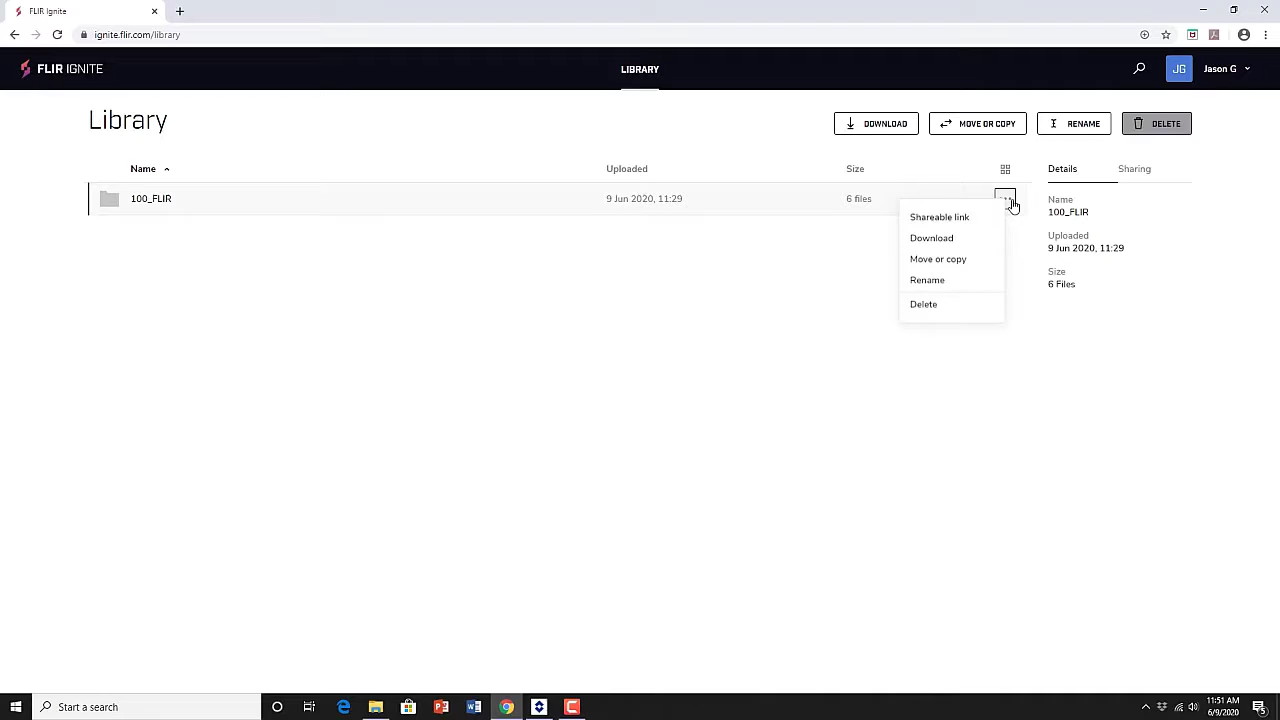 FLIR Ignite
ignite.flir.com/library
FLIR IGNITE
LIBRARY
JG
Jason G
Library
DOWNLOAD
MOVE OR COPY
RENAME
DELETE
Name
Uploaded
Size
Details
Sharing
100_FLIR
9 Jun 2020, 11:29
6 files
Shareable link
Download
Move or copy
Rename
Delete
Name
100_FLIR
Uploaded
9 Jun 2020, 11:29
Size
6 Files
Start a search
11:51 AM
6/9/2020